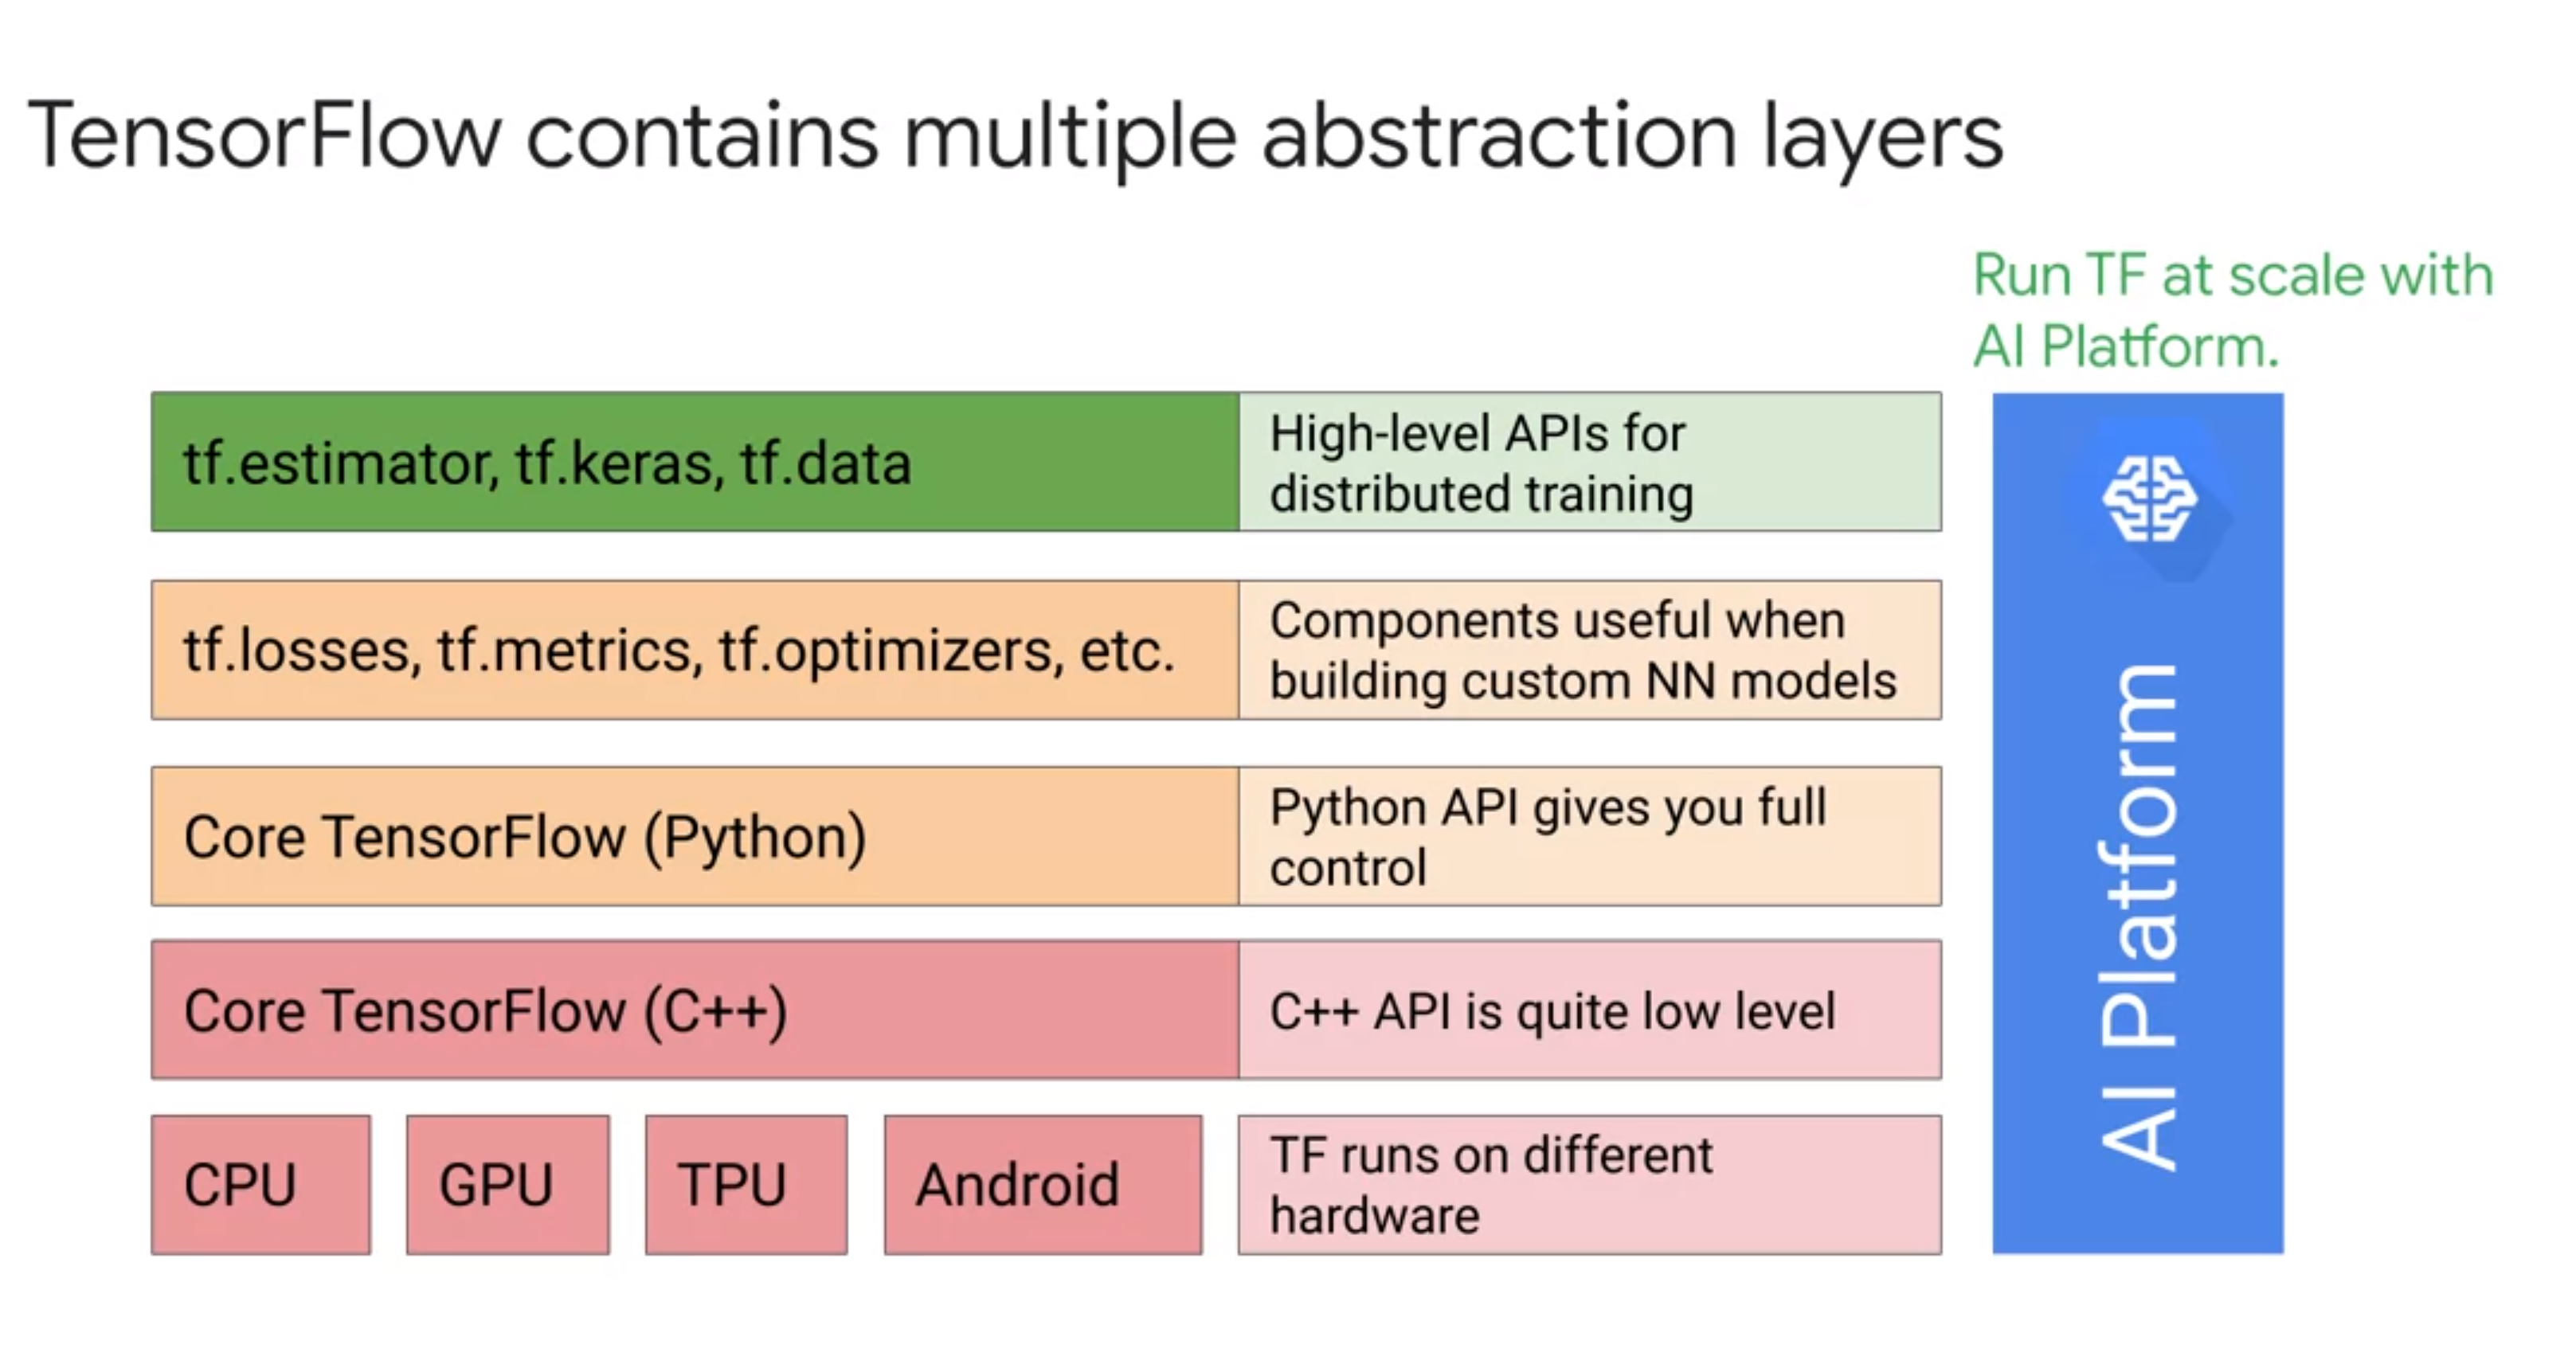 TensorFlow contains multiple abstraction layers
Run TF at scale with
AI Platform.
tf.estimator, tf.keras, tf.data
High-level APIs for
distributed training
tf.losses, tf.metrics, tf.optimizers, etc.
Components useful when
building custom NN models
Core TensorFlow (Python)
Python API gives you full
control
Core TensorFlow (C++)
C++ API is quite low level
CPU
GPU
TPU
Android
TF runs on different
hardware
AI Platform